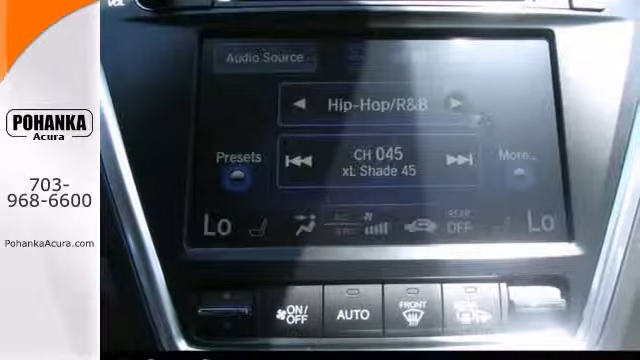 VOL
Audio Source
POHANKA
Acura
703-
968-6600
PohankaAcura.com
Hip-Hop/R&B
CH 045
xL Shade 45
Presets
More...
Lo
A/C
SYNC
REAR
OFF
Lo
ON/
OFF
AUTO
FRONT
REAR